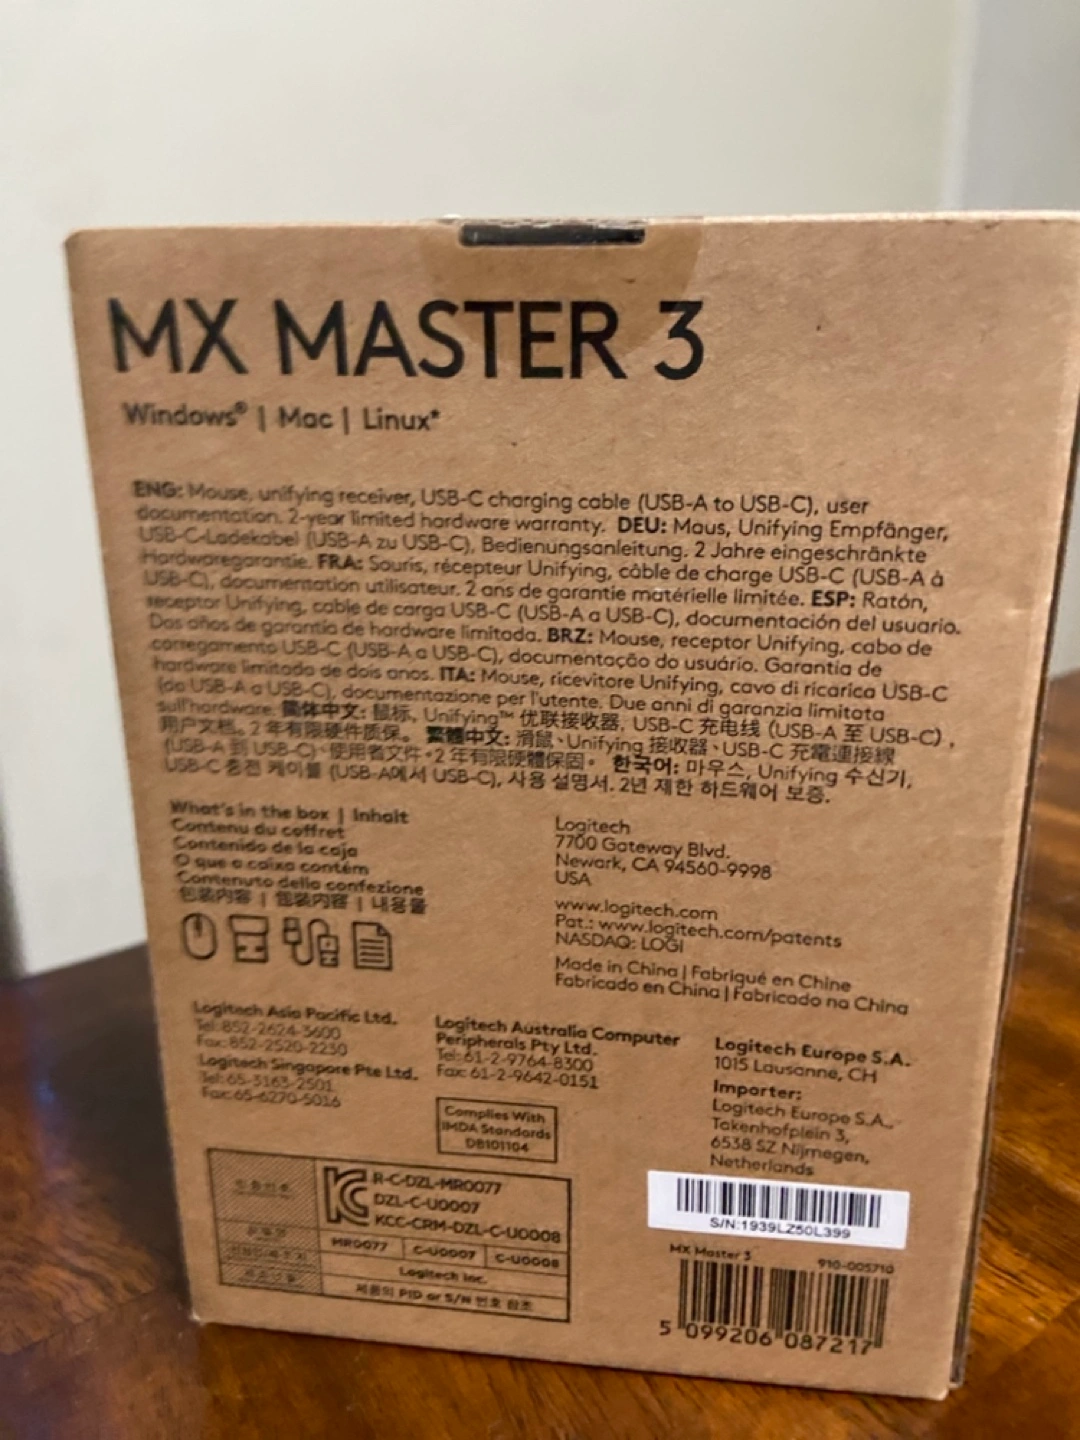 MX MASTER 3
Windows® | Mac | Linux*
ENG: Mouse, unifying receiver, USB-C charging cable (USB-A to USB-C), user
documentation. 2-year limited hardware warranty. DEU: Maus, Unifying Empfänger,
USB-C-Ladekabel (USB-A zu USB-C), Bedienungsanleitung. 2 Jahre eingeschränkte
Hardwaregarantie. FRA: Souris, récepteur Unifying, câble de charge USB-C (USB-A à
USB-C), documentation utilisateur. 2 ans de garantie matérielle limitée. ESP: Ratón,
receptor Unifying, cable de carga USB-C (USB-A a USB-C), documentación del usuario.
Dos años de garantía de hardware limitada. BRZ: Mouse, receptor Unifying, cabo de
carregamento USB-C (USB-A a USB-C), documentação do usuário. Garantia de
hardware limitada de dois anos. ITA: Mouse, ricevitore Unifying, cavo di ricarica USB-C
(da USB-A a USB-C), documentazione per l'utente. Due anni di garanzia limitata
sull'hardware. 简体中文: 鼠标, Unifying™ 优联接收器, USB-C 充电线 (USB-A 至 USB-C) ,
用户文档。2 年有限硬件质保。 繁體中文: 滑鼠、Unifying 接收器、USB-C 充電連接線
(USB-A 到 USB-C)、使用者文件。2 年有限硬體保固。 한국어: 마우스, Unifying 수신기,
USB-C 충전 케이블 (USB-A에서 USB-C), 사용 설명서. 2년 제한 하드웨어 보증.
What's in the box | Inhalt
Contenu du coffret
Contenido de la caja
O que a caixa contém
Contenuto della confezione
包装内容 | 包裝內容 | 내용물
Logitech
7700 Gateway Blvd.
Newark, CA 94560-9998
USA
www.logitech.com
Pat.: www.logitech.com/patents
NASDAQ: LOGI
Made in China | Fabriqué en Chine
Fabricado en China | Fabricado na China
Logitech Asia Pacific Ltd.
Tel:852-2624-3600
Fax:852-2520-2230
Logitech Singapore Pte Ltd.
Tel:65-3163-2501
Fax:65-6270-5016
Logitech Australia Computer
Peripherals Pty Ltd.
Tel:61-2-9764-8300
Fax:61-2-9642-0151
Complies With
IMDA Standards
DB101104
Logitech Europe S.A.
1015 Lausanne, CH
Importer:
Logitech Europe S.A.,
Takenhofplein 3,
6538 SZ Nijmegen,
Netherlands
R-C-DZL-MR0077
DZL-C-U0007
KCC-CRM-DZL-C-U0008
MR0077 C-U0007 C-U0008
Logitech Inc.
제품의 PID or S/N 번호 참조
S/N:1939LZ50L399
MX Master 3 910-005710
5 099206 087217